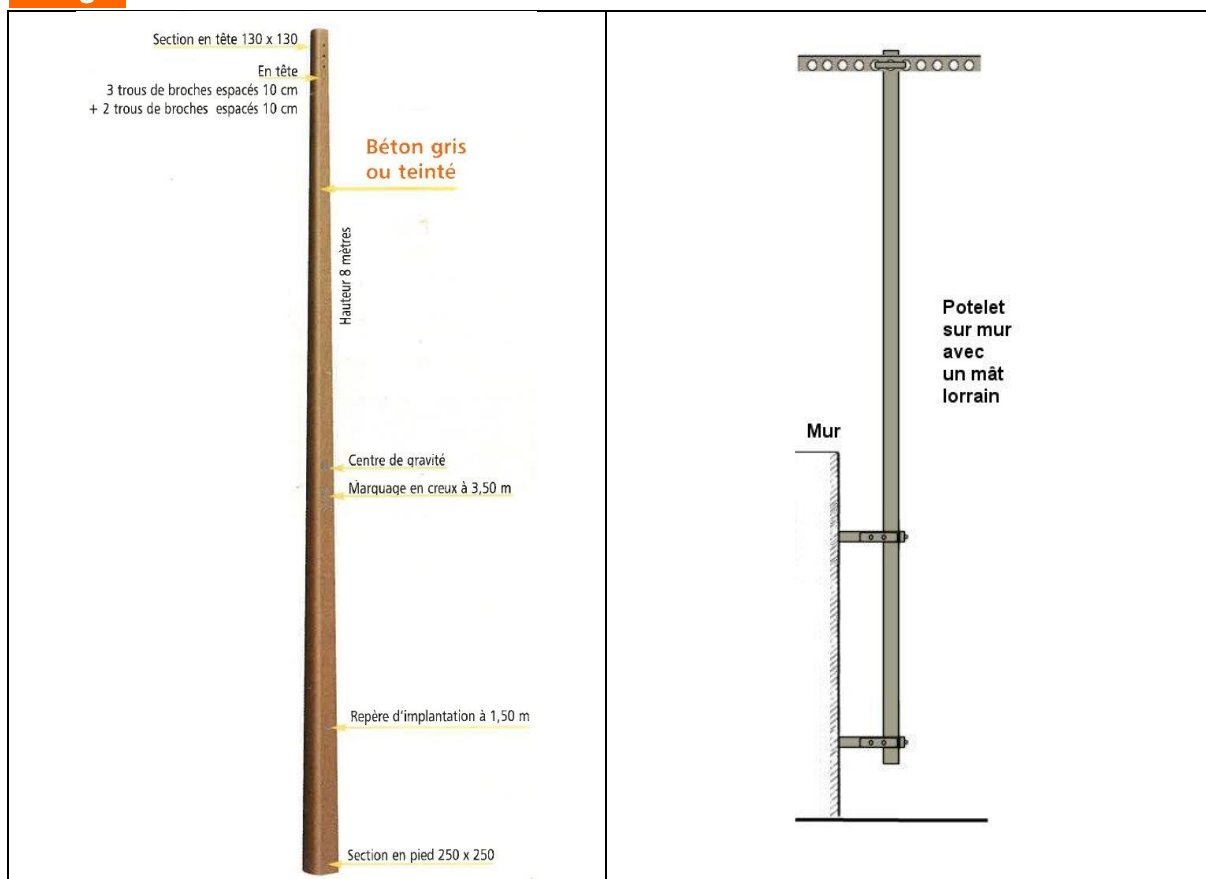 Section en tête 130 x 130
En tête
3 trous de broches espacés 10 cm
+ 2 trous de broches espacés 10 cm
Béton gris
ou teinté
Hauteur 8 mètres
Centre de gravité
Marquage en creux à 3,50 m
Repère d'implantation à 1,50 m
Section en pied 250 x 250
Potelet
sur mur
avec
un mât
lorrain
Mur